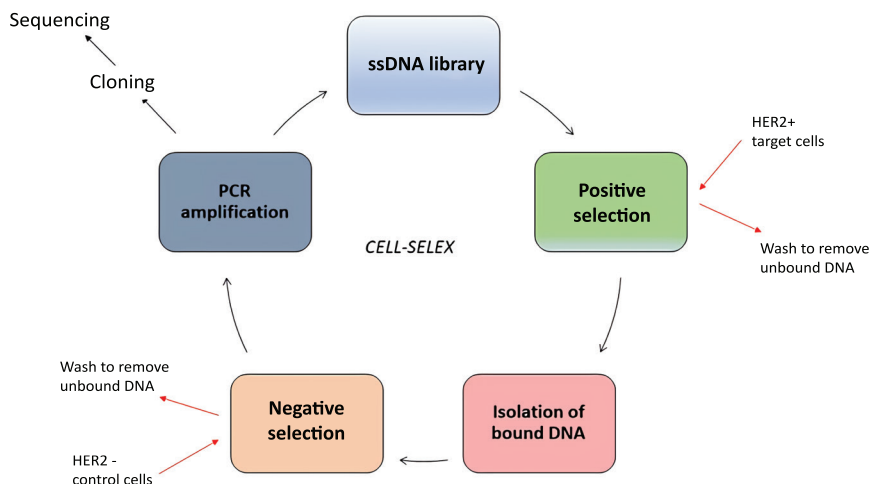 Sequencing
Cloning
ssDNA library
HER2+
target cells
PCR
amplification
Positive
selection
CELL-SELEX
Wash to remove
unbound DNA
Wash to remove
unbound DNA
Negative
selection
Isolation of
bound DNA
HER2 -
control cells